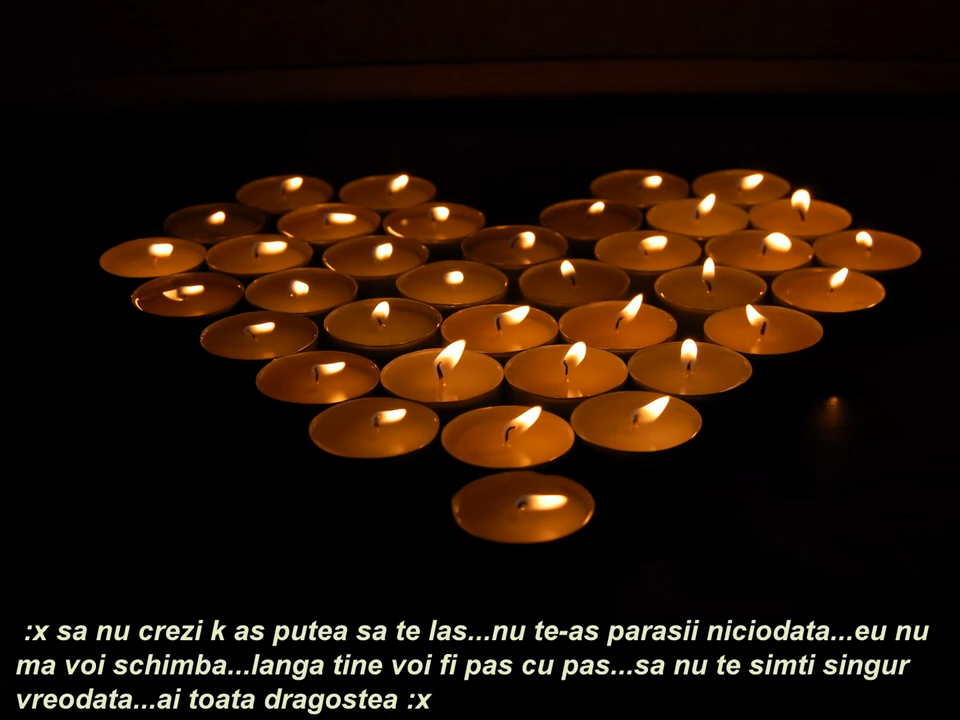 :x sa nu crezi k as putea sa te las...nu te-as parasii niciodata...eu nu
ma voi schimba...langa tine voi fi pas cu pas...sa nu te simti singur
vreodata...ai toata dragostea :x